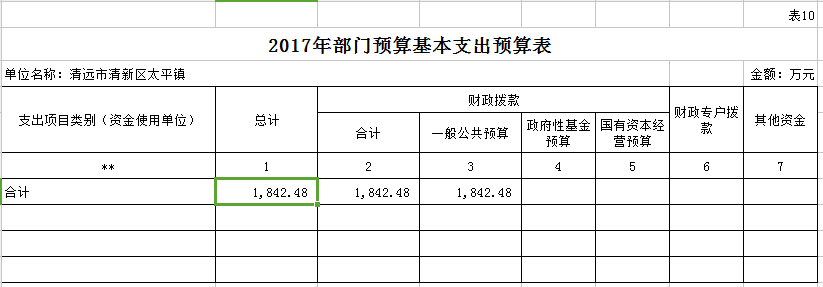 表10
2017年部门预算基本支出预算表
单位名称：清远市清新区太平镇 金额：万元
支出项目类别（资金使用单位） 总计 财政拨款 财政专户拨款 其他资金
合计 一般公共预算 政府性基金预算 国有资本经营预算
** 1 2 3 4 5 6 7
合计 1,842.48 1,842.48 1,842.48